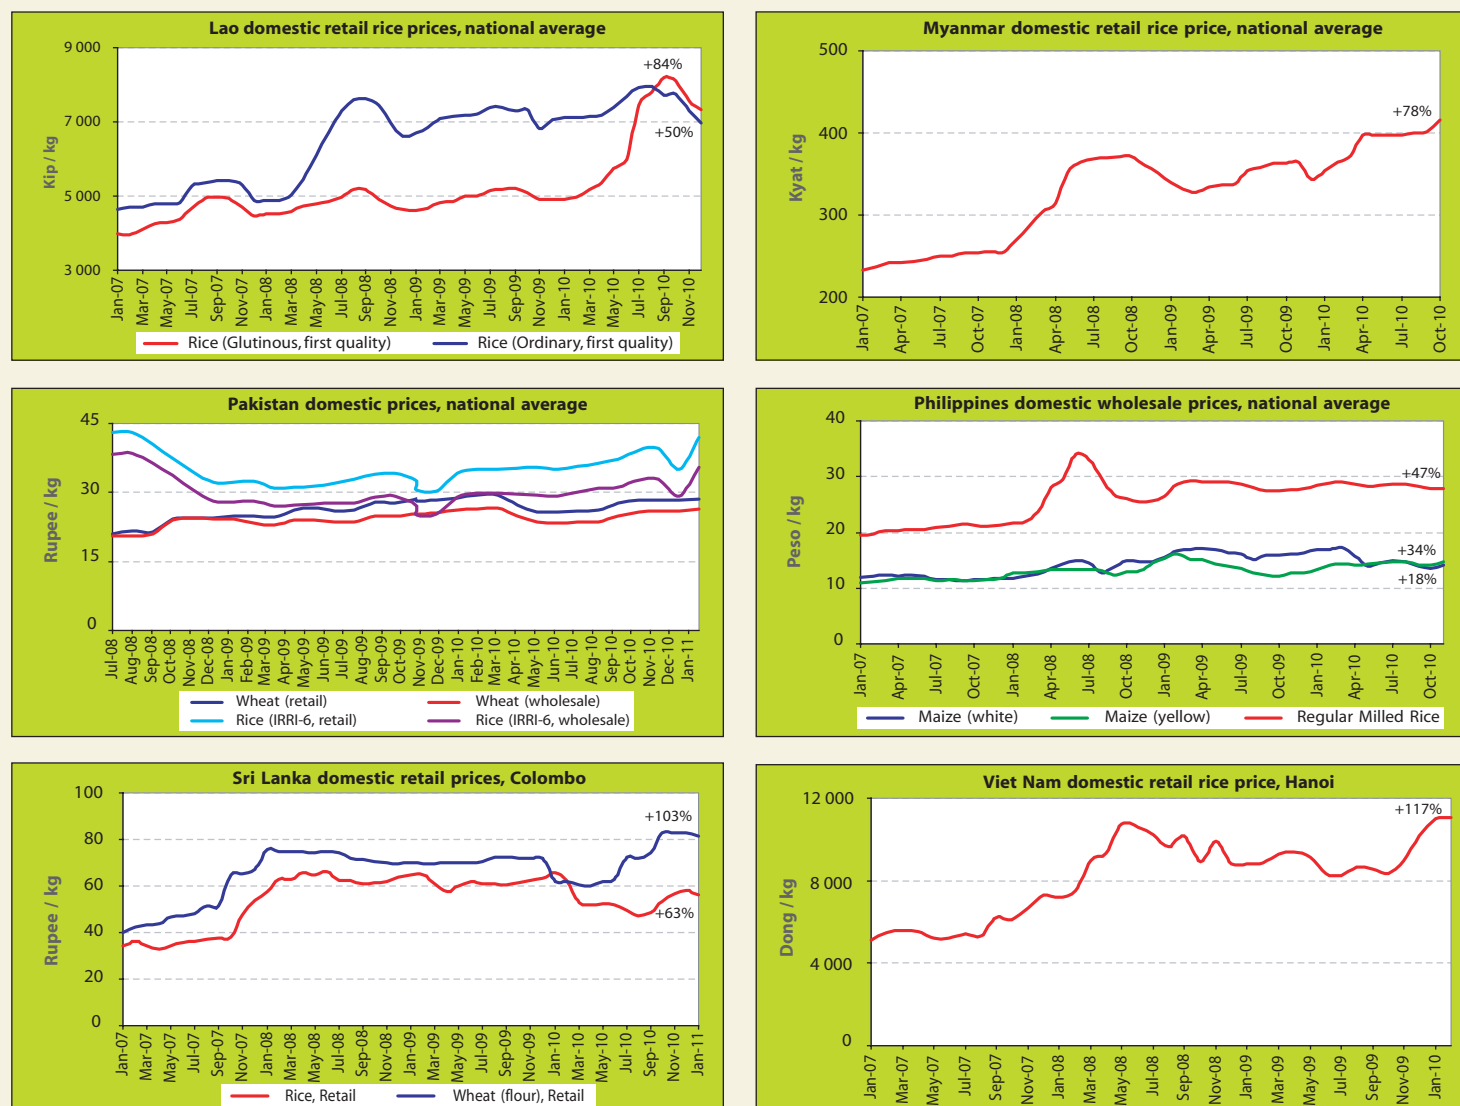 Lao domestic retail rice prices, national average
9 000
7 000
5 000
3 000
Kip / kg
+84%
+50%
Jan-07
Mar-07
May-07
Jul-07
Sep-07
Nov-07
Jan-08
Mar-08
May-08
Jul-08
Sep-08
Nov-08
Jan-09
Mar-09
May-09
Jul-09
Sep-09
Nov-09
Jan-10
Mar-10
May-10
Jul-10
Sep-10
Nov-10
Rice (Glutinous, first quality)
Rice (Ordinary, first quality)
Myanmar domestic retail rice price, national average
500
400
300
200
Kyat / kg
+78%
Jan-07
Apr-07
Jul-07
Oct-07
Jan-08
Apr-08
Jul-08
Oct-08
Jan-09
Apr-09
Jul-09
Oct-09
Jan-10
Apr-10
Jul-10
Oct-10
Pakistan domestic prices, national average
45
30
15
0
Rupee / kg
Jul-08
Aug-08
Sep-08
Oct-08
Dec-08
Jan-09
Feb-09
Mar-09
Apr-09
May-09
Jun-09
Jul-09
Aug-09
Sep-09
Oct-09
Nov-09
Dec-09
Jan-10
Feb-10
Mar-10
Apr-10
May-10
Jun-10
Jul-10
Aug-10
Sep-10
Oct-10
Nov-10
Dec-10
Jan-11
Wheat (retail)
Wheat (wholesale)
Rice (IRRI-6, retail)
Rice (IRRI-6, wholesale)
Philippines domestic wholesale prices, national average
40
30
20
10
0
Peso / kg
+47%
+34%
+18%
Jan-07
Apr-07
Jul-07
Oct-07
Jan-08
Apr-08
Jul-08
Oct-08
Jan-09
Apr-09
Jul-09
Oct-09
Jan-10
Apr-10
Jul-10
Oct-10
Maize (white)
Maize (yellow)
Regular Milled Rice
Sri Lanka domestic retail prices, Colombo
100
80
60
40
20
0
Rupee / kg
+103%
+63%
Jan-07
Mar-07
May-07
Jul-07
Sep-07
Nov-07
Jan-08
Mar-08
May-08
Jul-08
Sep-08
Nov-08
Jan-09
Mar-09
May-09
Jul-09
Sep-09
Nov-09
Jan-10
Mar-10
May-10
Jul-10
Sep-10
Nov-10
Jan-11
Rice, Retail
Wheat (flour), Retail
Viet Nam domestic retail rice price, Hanoi
12 000
8 000
4 000
0
Dong / kg
+117%
Jan-07
Mar-07
May-07
Jul-07
Sep-07
Nov-07
Jan-08
Mar-08
May-08
Jul-08
Sep-08
Nov-08
Jan-09
Mar-09
May-09
Jul-09
Sep-09
Nov-09
Jan-10